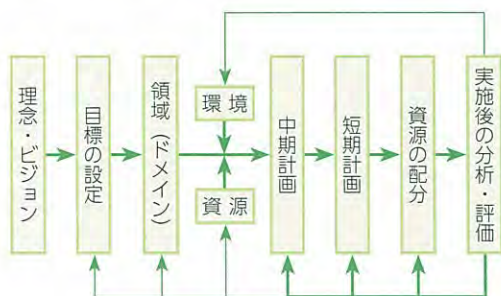 理念・ビジョン
目標の設定
領域（ドメイン）
環境
資源
中期計画
短期計画
資源の配分
実施後の分析・評価